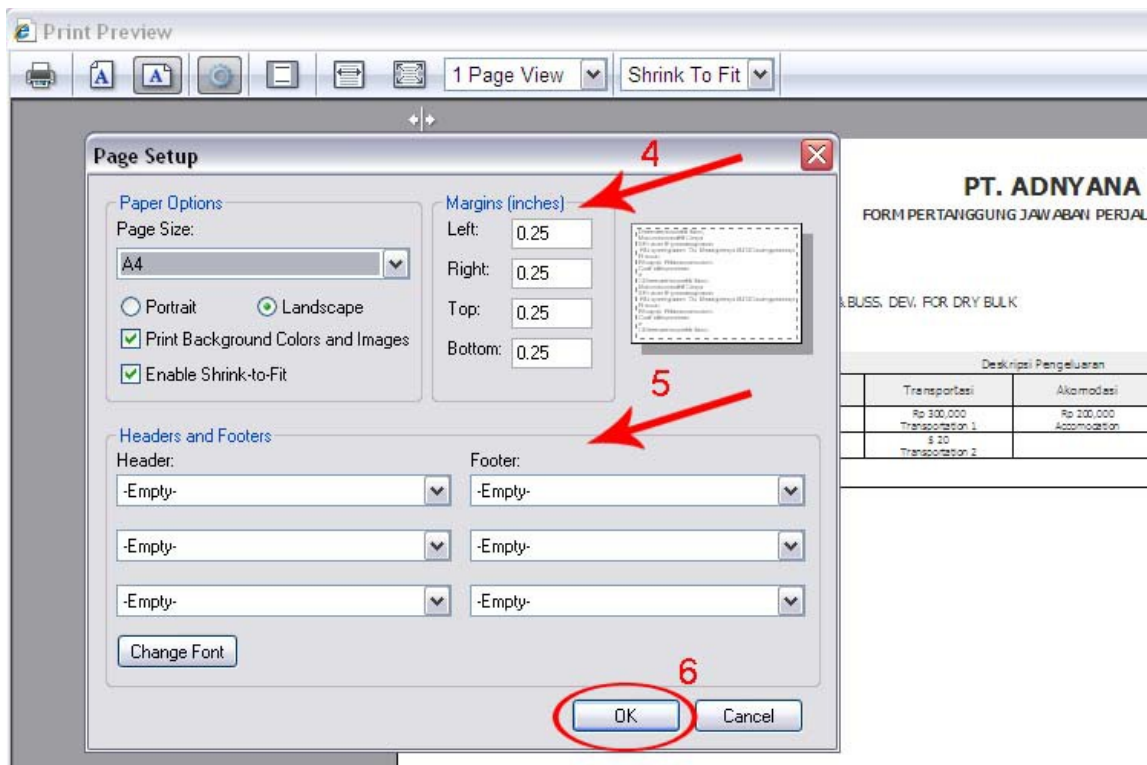 Print Preview
1 Page View
Shrink To Fit
Page Setup
4
Paper Options
Page Size:
A4
Portrait
Landscape
Print Background Colors and Images
Enable Shrink-to-Fit
Margins (inches)
Left: 0.25
Right: 0.25
Top: 0.25
Bottom: 0.25
5
Headers and Footers
Header:
Footer:
-Empty-
-Empty-
-Empty-
-Empty-
-Empty-
-Empty-
Change Font
6
OK
Cancel
PT. ADNYANA
FORM PERTANGGUNG JAWABAN PERJAL
BUSS. DEV. FOR DRY BULK
Deskripsi Pengeluaran
Transportasi
Akomodasi
Rp 300,000
Transportation 1
Rp 200,000
Accomodation
$ 20
Transportation 2